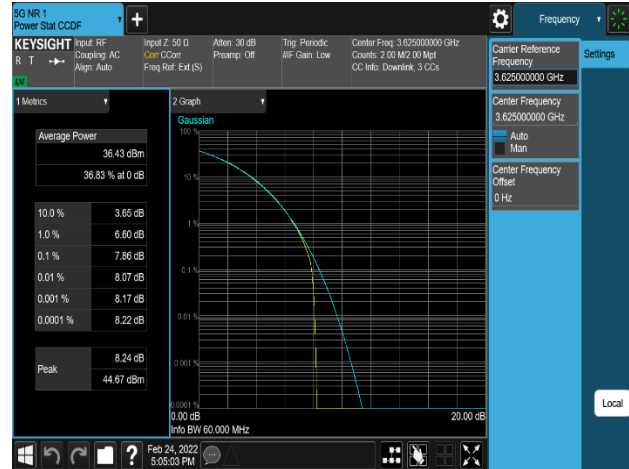 5G NR 1
Power Stat CCDF
Frequency
KEYSIGHT
Input: RF
Input Z: 50 Ω
Atten: 30 dB
Trig: Periodic
Center Freq: 3.625000000 GHz
R T
Coupling: AC
Corr CCorr
Preamp: Off
#IF Gain: Low
Counts: 2.00 M/2.00 Mpt
Align: Auto
Freq Ref: Ext (S)
CC Info: Downlink, 3 CCs
Carrier Reference
Frequency
3.625000000 GHz
Settings
Center Frequency
3.625000000 GHz
Auto
Man
Center Frequency
Offset
0 Hz
Local
1 Metrics
Average Power
36.43 dBm
36.83 % at 0 dB
10.0 % 3.65 dB
1.0 % 6.60 dB
0.1 % 7.86 dB
0.01 % 8.07 dB
0.001 % 8.17 dB
0.0001 % 8.22 dB
Peak
8.24 dB
44.67 dBm
2 Graph
Gaussian
100 %
10 %
1 %
0.1 %
0.01 %
0.001 %
0.0001 %
0.00 dB
20.00 dB
Info BW 60.000 MHz
?
Feb 24, 2022
5:05:03 PM